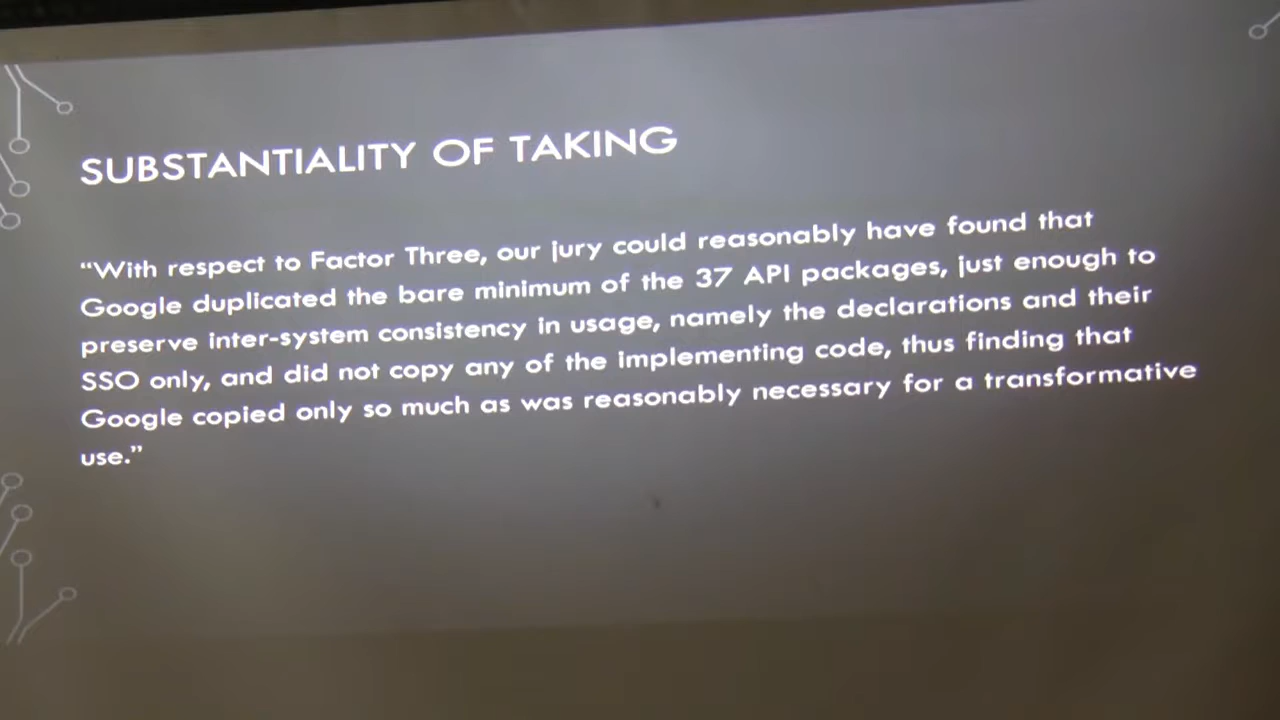 SUBSTANTIALITY OF TAKING
“With respect to Factor Three, our jury could reasonably have found that
Google duplicated the bare minimum of the 37 API packages, just enough to
preserve inter-system consistency in usage, namely the declarations and their
SSO only, and did not copy any of the implementing code, thus finding that
Google copied only so much as was reasonably necessary for a transformative
use.”